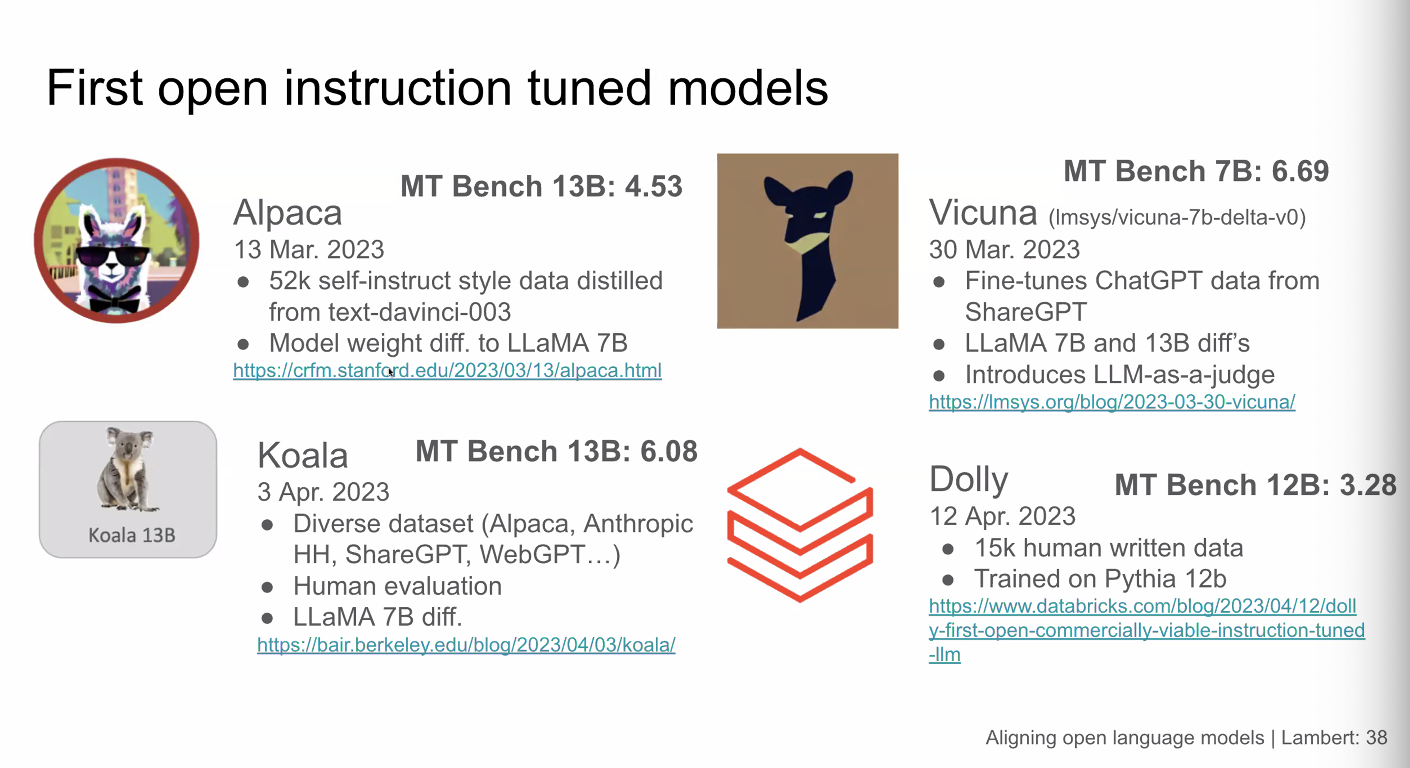 First open instruction tuned models
MT Bench 13B: 4.53
Alpaca
13 Mar. 2023
● 52k self-instruct style data distilled
from text-davinci-003
● Model weight diff. to LLaMA 7B
https://crfm.stanford.edu/2023/03/13/alpaca.html
MT Bench 7B: 6.69
Vicuna (lmsys/vicuna-7b-delta-v0)
30 Mar. 2023
● Fine-tunes ChatGPT data from
ShareGPT
● LLaMA 7B and 13B diff’s
● Introduces LLM-as-a-judge
https://lmsys.org/blog/2023-03-30-vicuna/
Koala 13B
Koala
MT Bench 13B: 6.08
3 Apr. 2023
● Diverse dataset (Alpaca, Anthropic
HH, ShareGPT, WebGPT…)
● Human evaluation
● LLaMA 7B diff.
https://bair.berkeley.edu/blog/2023/04/03/koala/
Dolly
MT Bench 12B: 3.28
12 Apr. 2023
● 15k human written data
● Trained on Pythia 12b
https://www.databricks.com/blog/2023/04/12/doll
y-first-open-commercially-viable-instruction-tuned
-llm
Aligning open language models | Lambert: 38